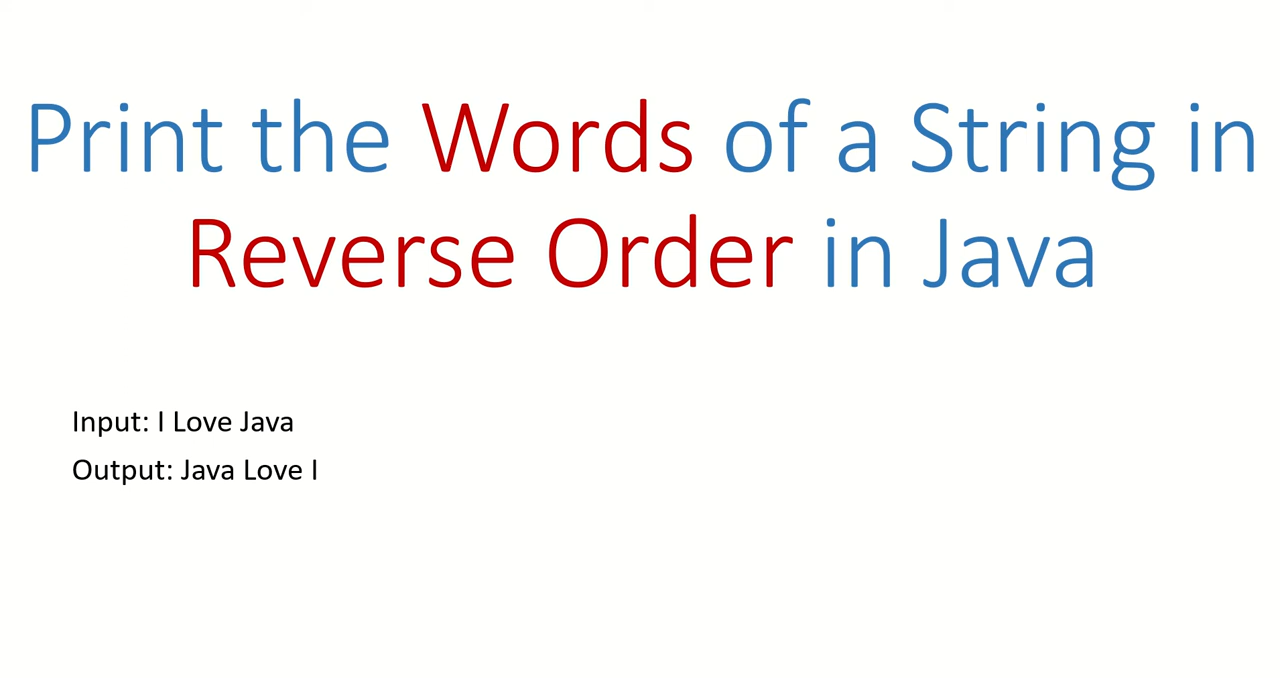 Print the Words of a String in
Reverse Order in Java
Input: I Love Java
Output: Java Love I